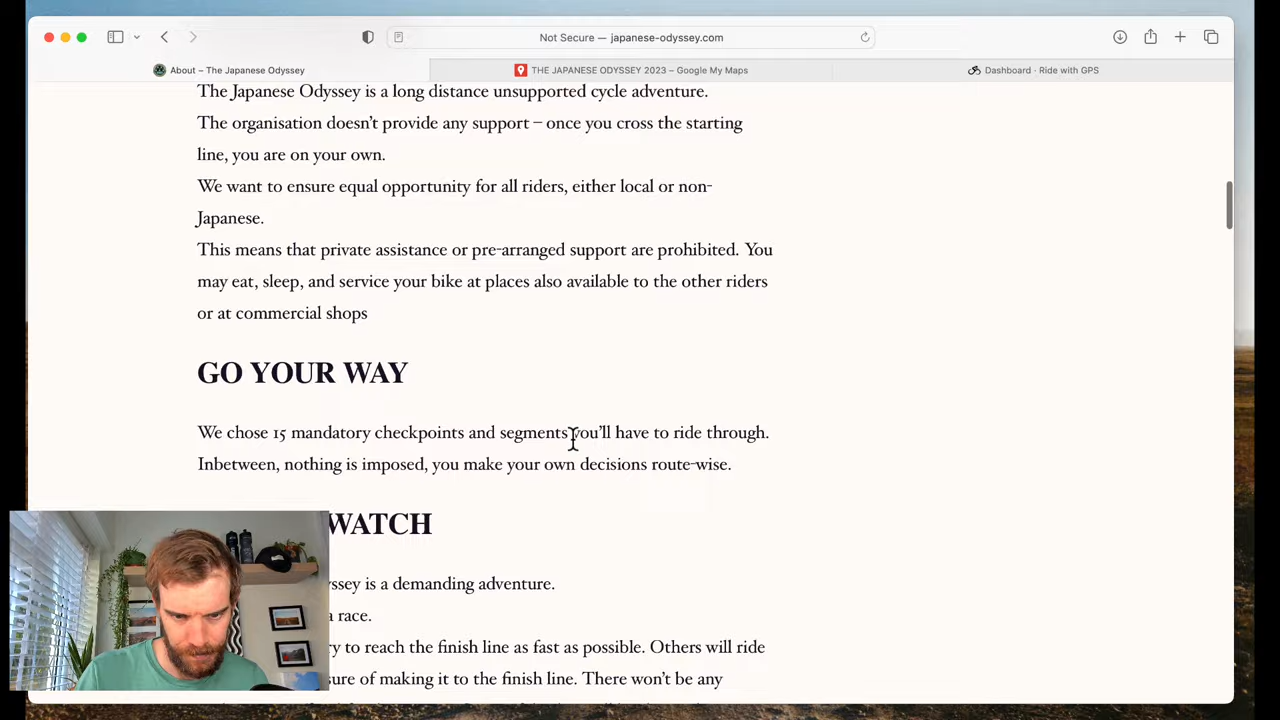 Not Secure — japanese-odyssey.com
About – The Japanese Odyssey
THE JAPANESE ODYSSEY 2023 – Google My Maps
Dashboard · Ride with GPS
The Japanese Odyssey is a long distance unsupported cycle adventure.
The organisation doesn't provide any support – once you cross the starting
line, you are on your own.
We want to ensure equal opportunity for all riders, either local or non-
Japanese.
This means that private assistance or pre-arranged support are prohibited. You
may eat, sleep, and service your bike at places also available to the other riders
or at commercial shops
GO YOUR WAY
We chose 15 mandatory checkpoints and segments you'll have to ride through.
Inbetween, nothing is imposed, you make your own decisions route-wise.
WATCH
ssey is a demanding adventure.
a race.
ry to reach the finish line as fast as possible. Others will ride
sure of making it to the finish line. There won't be any